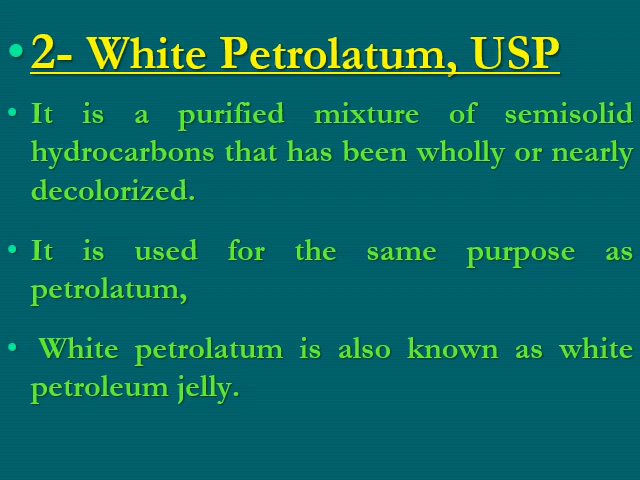 • 2- White Petrolatum, USP
• It is a purified mixture of semisolid
hydrocarbons that has been wholly or nearly
decolorized.
• It is used for the same purpose as
petrolatum,
• White petrolatum is also known as white
petroleum jelly.